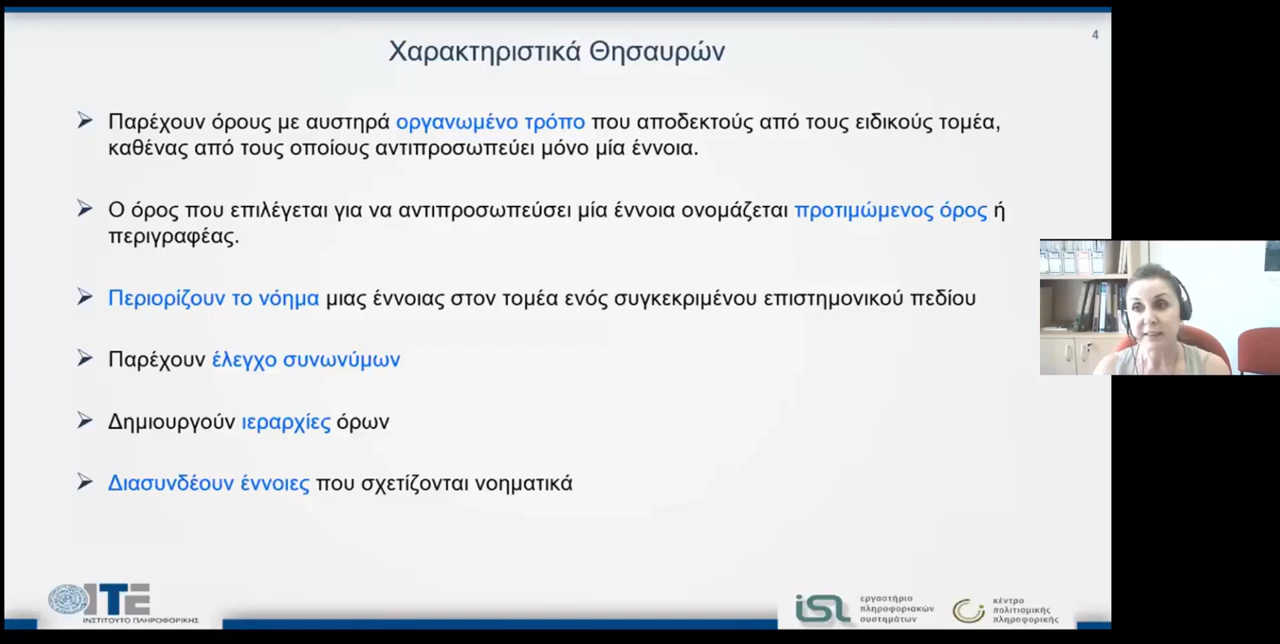 4
Χαρακτηριστικά Θησαυρών
Παρέχουν όρους με αυστηρά οργανωμένο τρόπο που αποδεκτούς από τους ειδικούς τομέα,
καθένας από τους οποίους αντιπροσωπεύει μόνο μία έννοια.
Ο όρος που επιλέγεται για να αντιπροσωπεύσει μία έννοια ονομάζεται προτιμώμενος όρος ή
περιγραφέας.
Περιορίζουν το νόημα μιας έννοιας στον τομέα ενός συγκεκριμένου επιστημονικού πεδίου
Παρέχουν έλεγχο συνωνύμων
Δημιουργούν ιεραρχίες όρων
Διασυνδέουν έννοιες που σχετίζονται νοηματικά
ΙΤΕ
ΙΝΣΤΙΤΟΥΤΟ ΠΛΗΡΟΦΟΡΙΚΗΣ
isl
εργαστήριο
πληροφοριακών
συστημάτων
κέντρο
πολιτισμικής
πληροφορικής